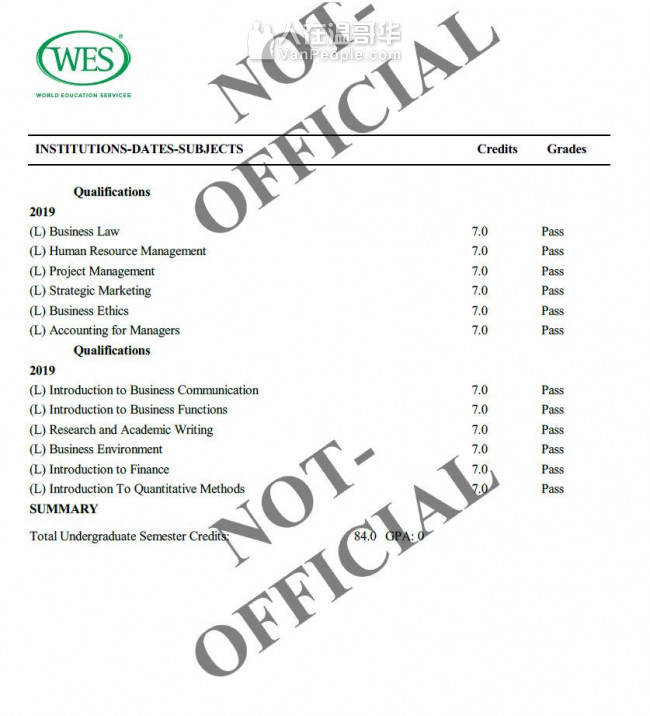 人在温哥华
VanPeople.com
WES
WORLD EDUCATION SERVICES
NOT-
OFFICIAL
INSTITUTIONS-DATES-SUBJECTS Credits Grades
Qualifications
2019
(L) Business Law 7.0 Pass
(L) Human Resource Management 7.0 Pass
(L) Project Management 7.0 Pass
(L) Strategic Marketing 7.0 Pass
(L) Business Ethics 7.0 Pass
(L) Accounting for Managers 7.0 Pass
Qualifications
2019
(L) Introduction to Business Communication 7.0 Pass
(L) Introduction to Business Functions 7.0 Pass
(L) Research and Academic Writing 7.0 Pass
(L) Business Environment 7.0 Pass
(L) Introduction to Finance 7.0 Pass
(L) Introduction To Quantitative Methods 7.0 Pass
SUMMARY
Total Undergraduate Semester Credits: 84.0 GPA: 0
NOT-
OFFICIAL